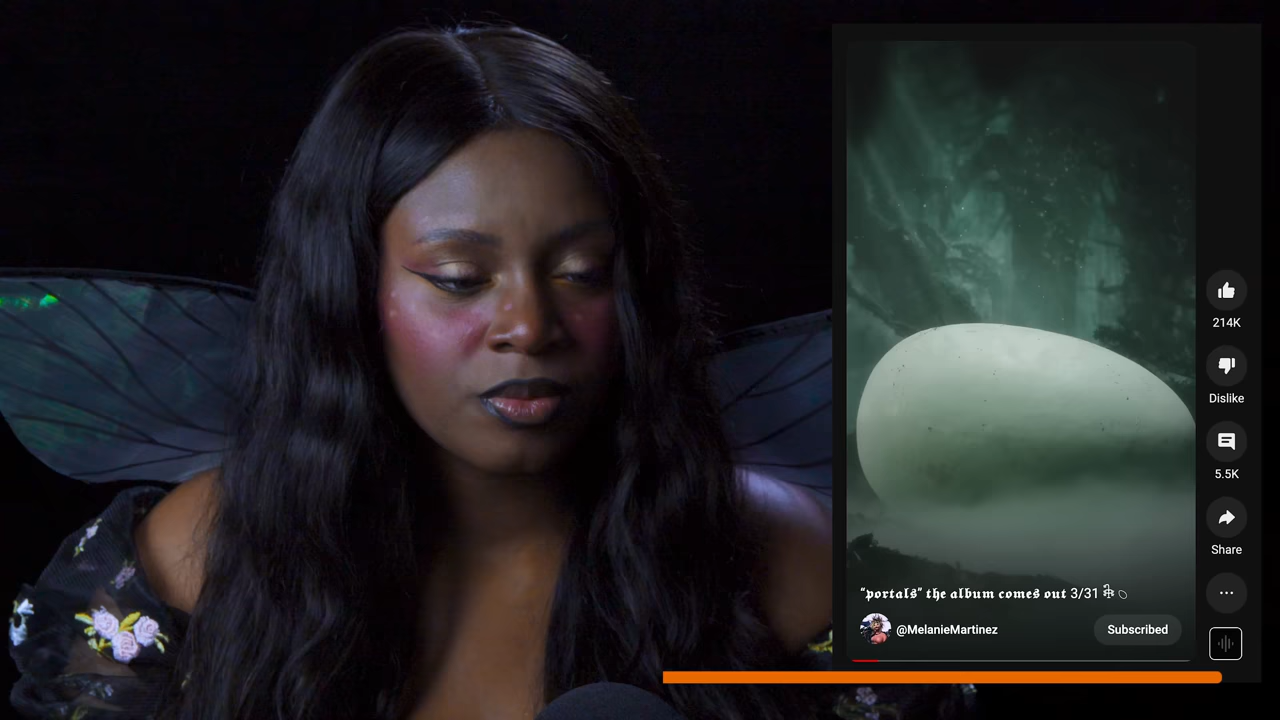 214K
Dislike
5.5K
Share
“𝖕𝖔𝖗𝖙𝖆𝖑𝖘” 𝖙𝖍𝖊 𝖆𝖑𝖇𝖚𝖒 𝖈𝖔𝖒𝖊𝖘 𝖔𝖚𝖙 3/31
@MelanieMartinez
Subscribed